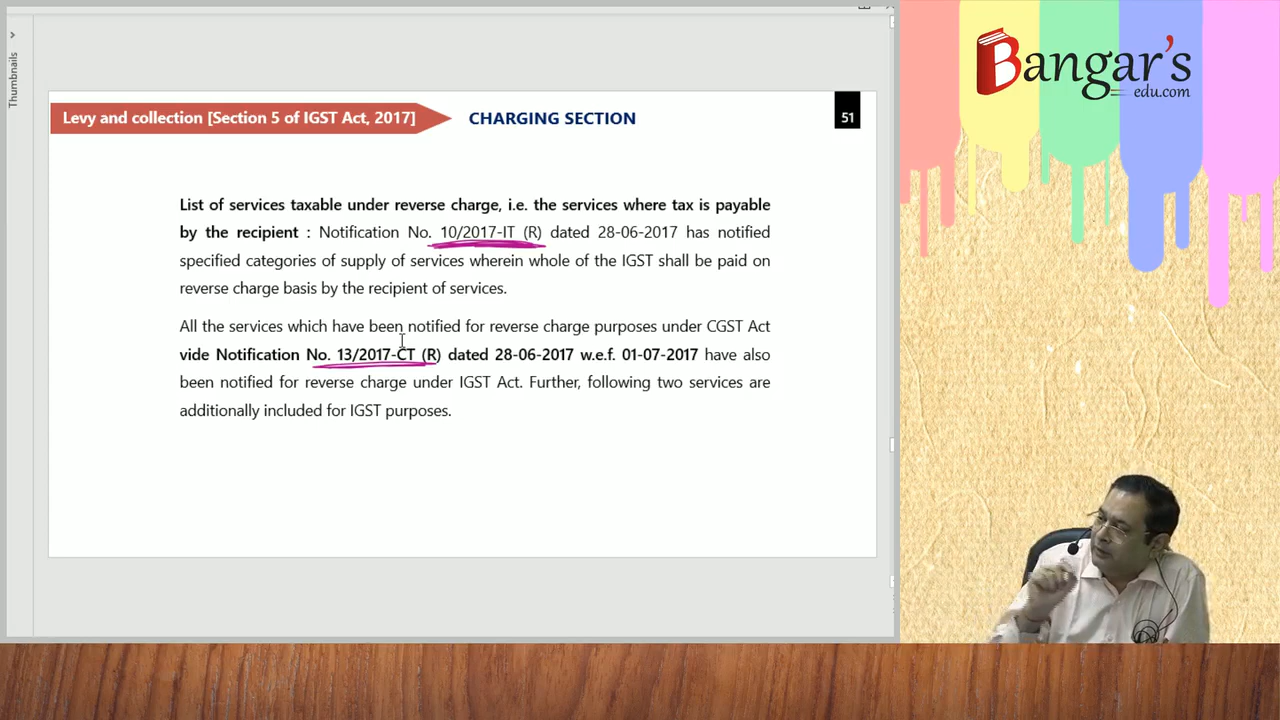 Thumbnails
Levy and collection [Section 5 of IGST Act, 2017]
CHARGING SECTION
51
List of services taxable under reverse charge, i.e. the services where tax is payable
by the recipient : Notification No. 10/2017-IT (R) dated 28-06-2017 has notified
specified categories of supply of services wherein whole of the IGST shall be paid on
reverse charge basis by the recipient of services.
All the services which have been notified for reverse charge purposes under CGST Act
vide Notification No. 13/2017-CT (R) dated 28-06-2017 w.e.f. 01-07-2017 have also
been notified for reverse charge under IGST Act. Further, following two services are
additionally included for IGST purposes.
Bangar's
edu.com